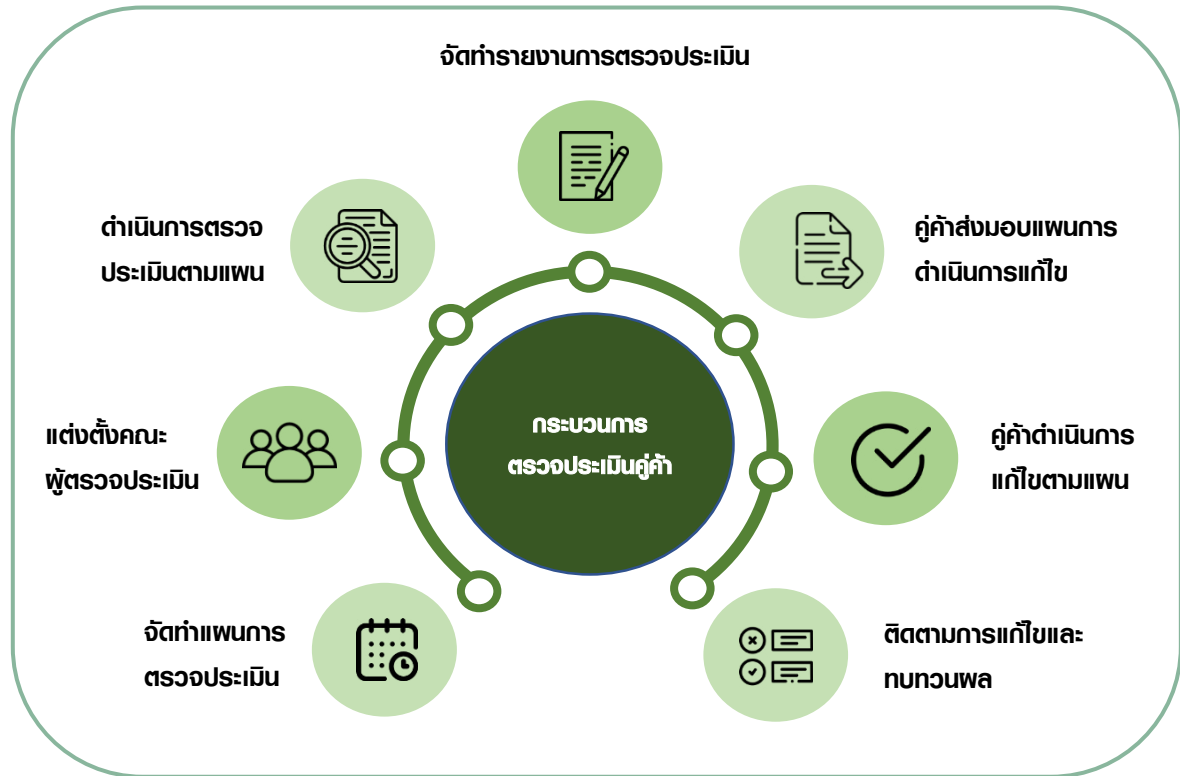 จัดทำรายงานการตรวจประเมิน
ดำเนินการตรวจ
ประเมินตามแผน
คู่ค้าส่งมอบแผนการ
ดำเนินการแก้ไข
แต่งตั้งคณะ
ผู้ตรวจประเมิน
กระบวนการ
ตรวจประเมินคู่ค้า
คู่ค้าดำเนินการ
แก้ไขตามแผน
จัดทำแผนการ
ตรวจประเมิน
ติดตามการแก้ไขและ
ทบทวนผล